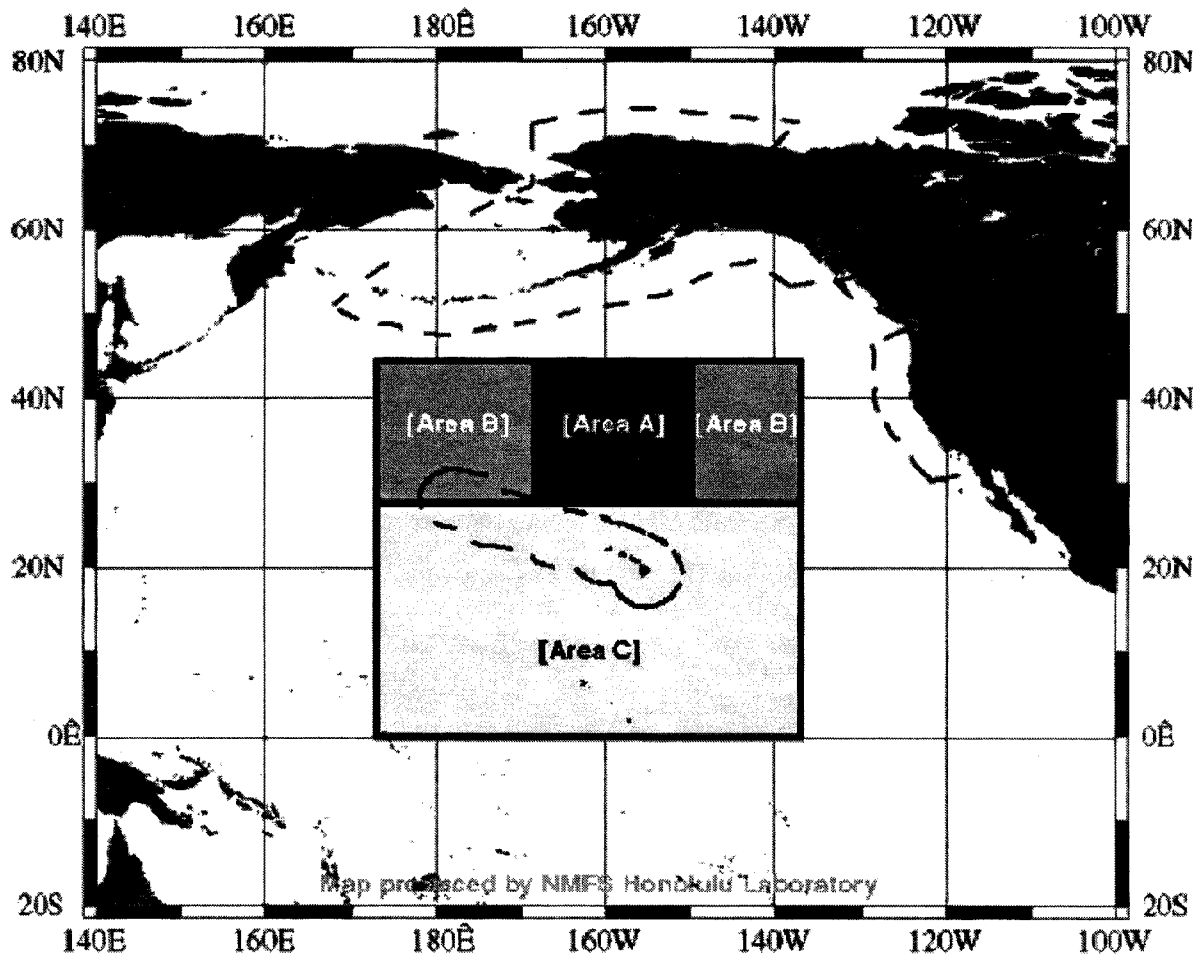 140E 160E 180Ê 160W 140W 120W 100W
80N 80N
60N 60N
40N [Area B] [Area A] [Area B] 40N
20N 20N
[Area C]
0Ê 0Ê
Map produced by NMFS Honolulu Laboratory
20S 20S
140E 160E 180Ê 160W 140W 120W 100W